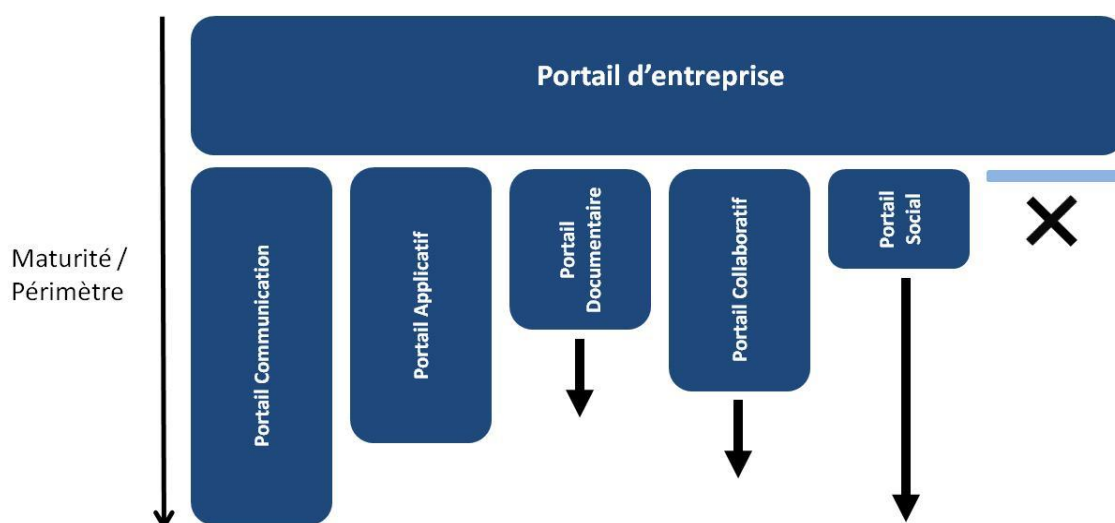 Portail d’entreprise
Maturité /
Périmètre
Portail Communication
Portail Applicatif
Portail
Documentaire
Portail Collaboratif
Portail
Social